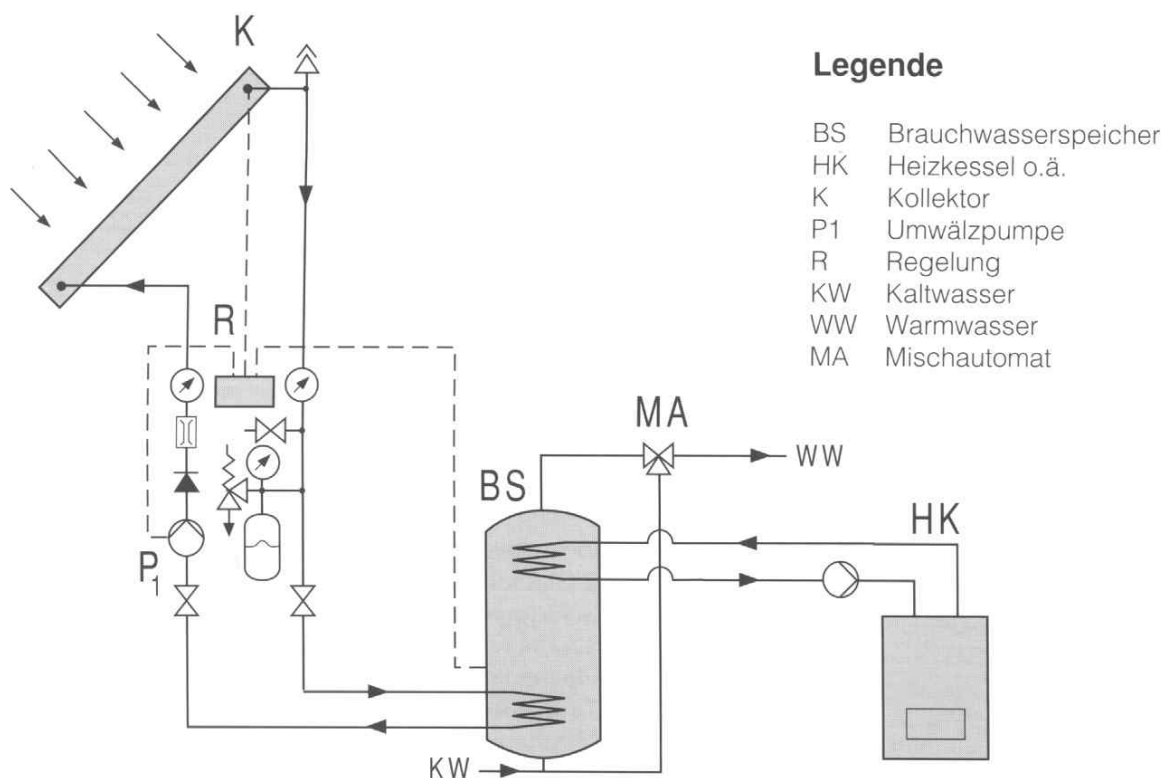 K
Legende
BS Brauchwasserspeicher
HK Heizkessel o.ä.
K Kollektor
P1 Umwälzpumpe
R Regelung
KW Kaltwasser
WW Warmwasser
MA Mischautomat
R
MA
WW
BS
HK
P1
KW